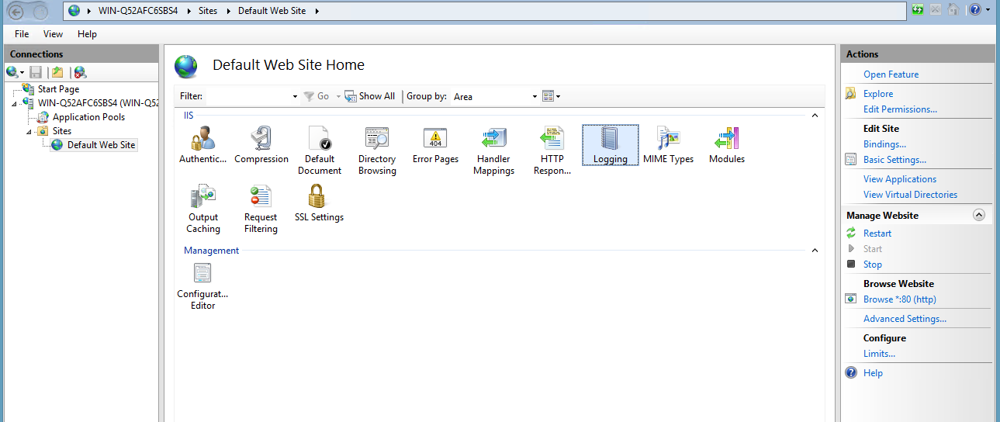 WIN-Q52AFC6SBS4 Sites Default Web Site
File View Help
Connections
Start Page
WIN-Q52AFC6SBS4 (WIN-Q52
Application Pools
Sites
Default Web Site
Default Web Site Home
Filter: Go Show All Group by: Area
IIS
Authentic... Compression Default Document Directory Browsing Error Pages Handler Mappings HTTP Respon... Logging MIME Types Modules
404
Output Caching Request Filtering SSL Settings
Management
Configurat... Editor
Actions
Open Feature
Explore
Edit Permissions...
Edit Site
Bindings...
Basic Settings...
View Applications
View Virtual Directories
Manage Website
Restart
Start
Stop
Browse Website
Browse *:80 (http)
Advanced Settings...
Configure
Limits...
Help